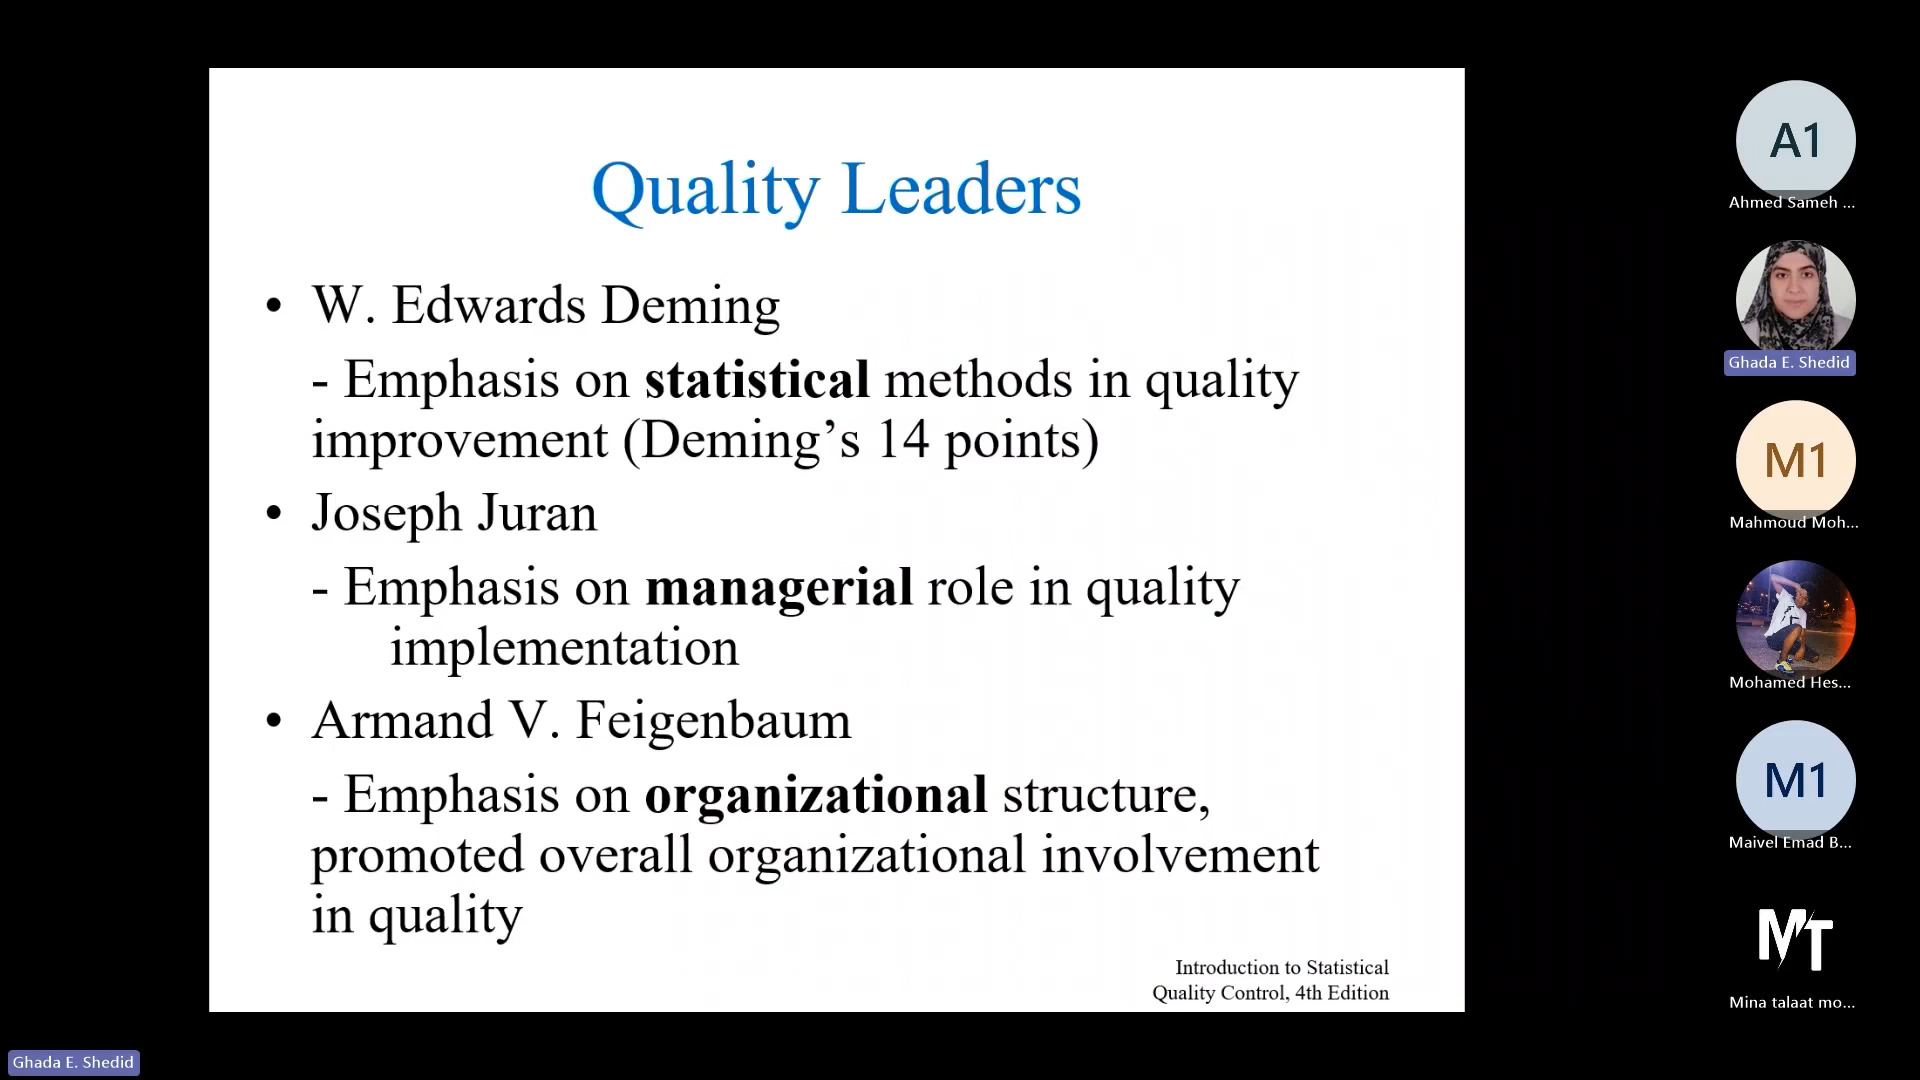 Quality Leaders
• W. Edwards Deming
- Emphasis on statistical methods in quality
improvement (Deming’s 14 points)
• Joseph Juran
- Emphasis on managerial role in quality
implementation
• Armand V. Feigenbaum
- Emphasis on organizational structure,
promoted overall organizational involvement
in quality
Introduction to Statistical
Quality Control, 4th Edition
A1
Ahmed Sameh ...
Ghada E. Shedid
M1
Mahmoud Moh...
Mohamed Hes...
M1
Maivel Emad B...
MT
Mina talaat mo...
Ghada E. Shedid